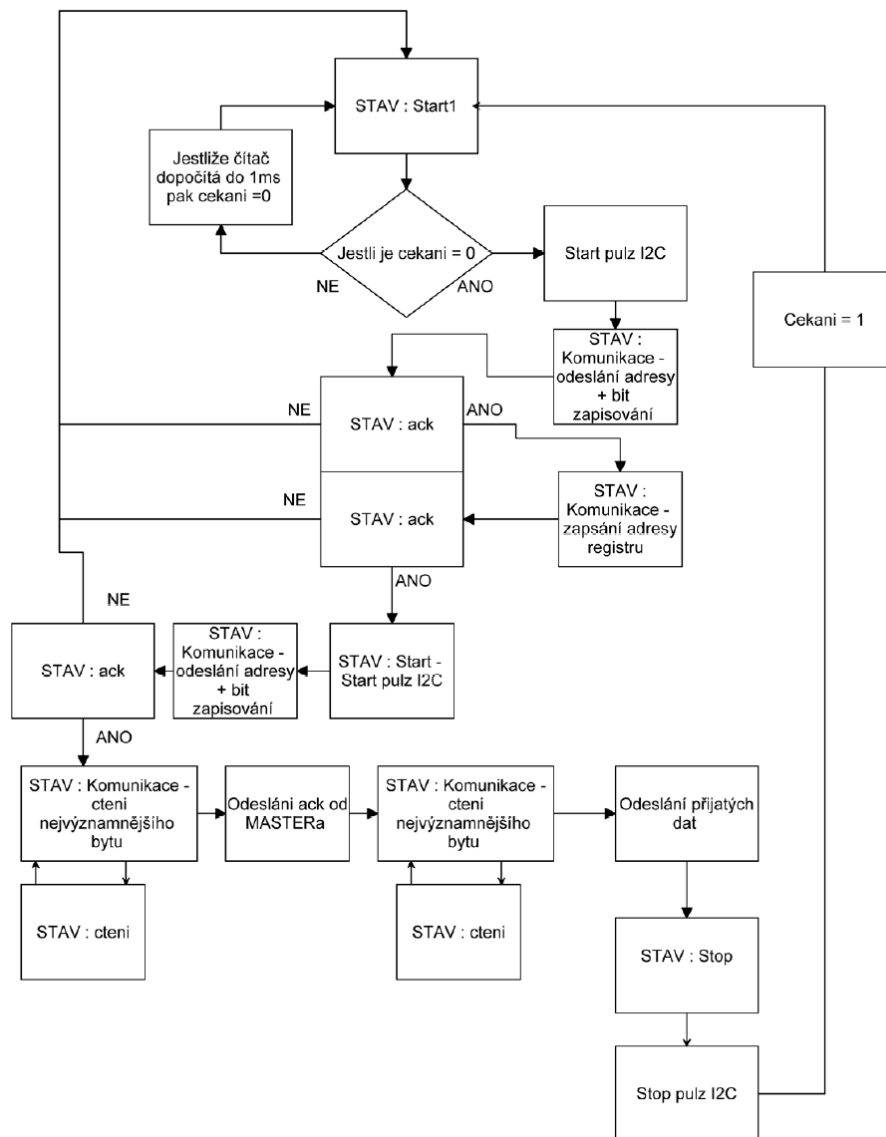 STAV : Start1
Jestliže čítač
dopočítá do 1ms
pak cekani =0
Jestli je cekani = 0
NE
ANO
Start pulz I2C
Cekani = 1
STAV :
Komunikace -
odeslání adresy
+ bit
zapisování
NE
STAV : ack
ANO
NE
STAV : ack
STAV :
Komunikace -
zapsání adresy
registru
ANO
NE
STAV : ack
STAV :
Komunikace -
odeslání adresy
+ bit
zapisování
STAV : Start -
Start pulz I2C
ANO
STAV : Komunikace -
cteni
nejvýznamnějšího
bytu
Odesláni ack od
MASTERa
STAV : Komunikace -
cteni
nejvýznamnějšího
bytu
Odeslání přijatých
dat
STAV : cteni
STAV : cteni
STAV : Stop
Stop pulz I2C